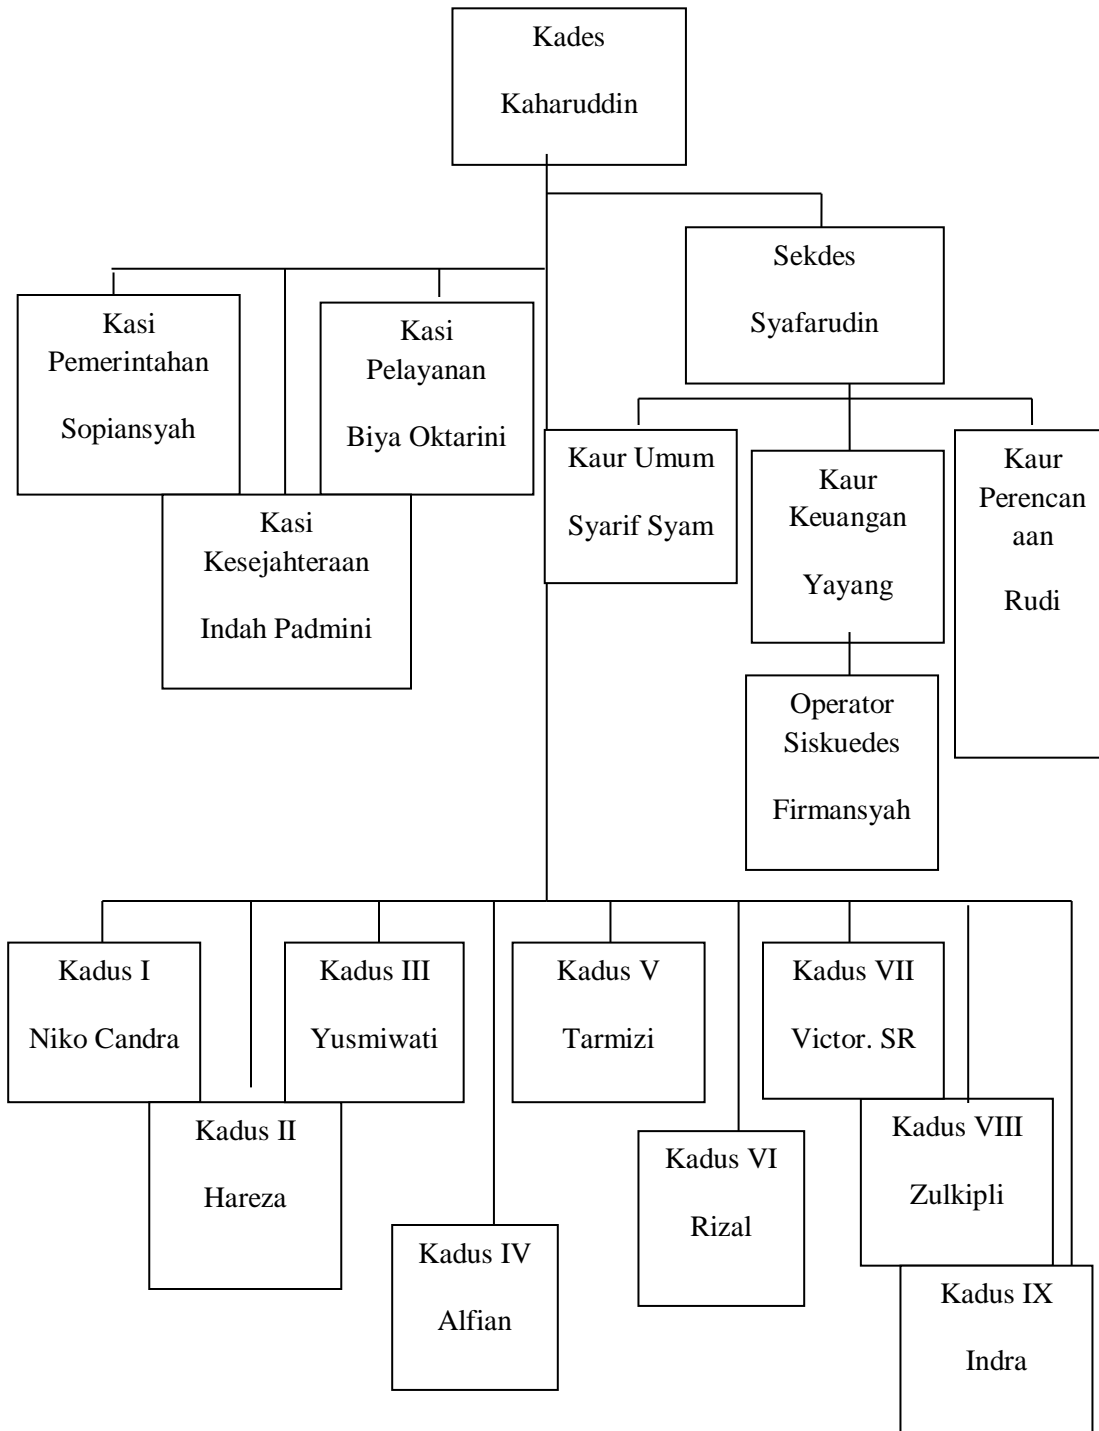 Kades
Kaharuddin
Sekdes
Syafarudin
Kasi
Pemerintahan
Sopiansyah
Kasi
Pelayanan
Biya Oktarini
Kasi
Kesejahteraan
Indah Padmini
Kaur Umum
Syarif Syam
Kaur
Keuangan
Yayang
Kaur
Perencan
aan
Rudi
Operator
Siskuedes
Firmansyah
Kadus I
Niko Candra
Kadus II
Hareza
Kadus III
Yusmiwati
Kadus IV
Alfian
Kadus V
Tarmizi
Kadus VI
Rizal
Kadus VII
Victor. SR
Kadus VIII
Zulkipli
Kadus IX
Indra